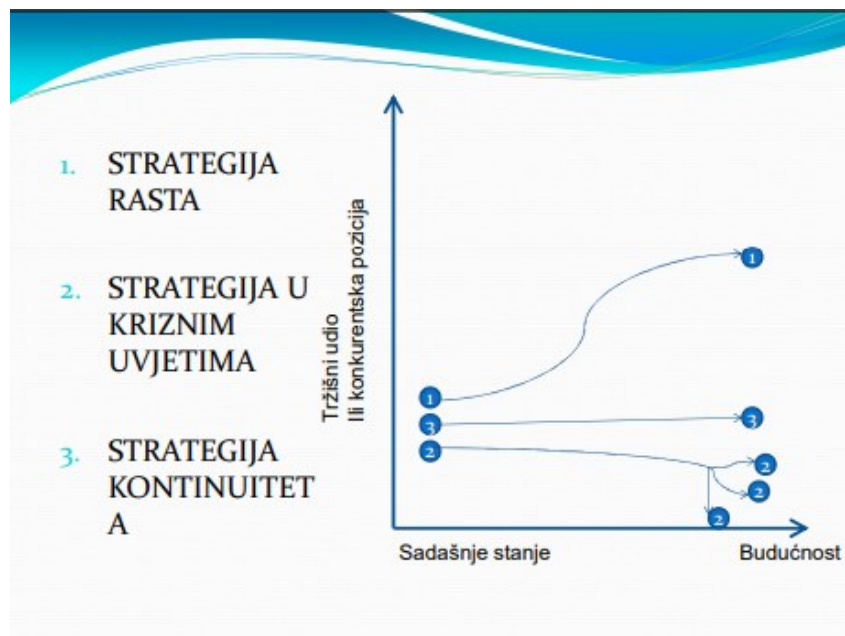 1. STRATEGIJA
RASTA
2. STRATEGIJA U
KRIZNIM
UVJETIMA
3. STRATEGIJA
KONTINUITET
A
Tržišni udio
Ili konkurentska pozicija
1
1
3
3
2
2
2
2
Sadašnje stanje
Budućnost